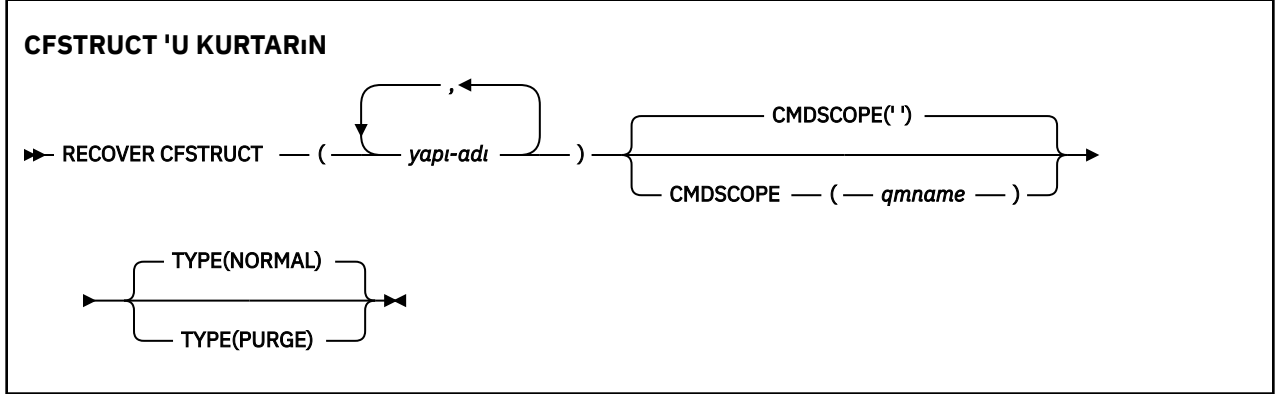 CFSTRUCT 'U KURTARıN
,
RECOVER CFSTRUCT ( yapı-adı ) CMDSCOPE(' ')
CMDSCOPE ( qmname )
TYPE(NORMAL)
TYPE(PURGE)